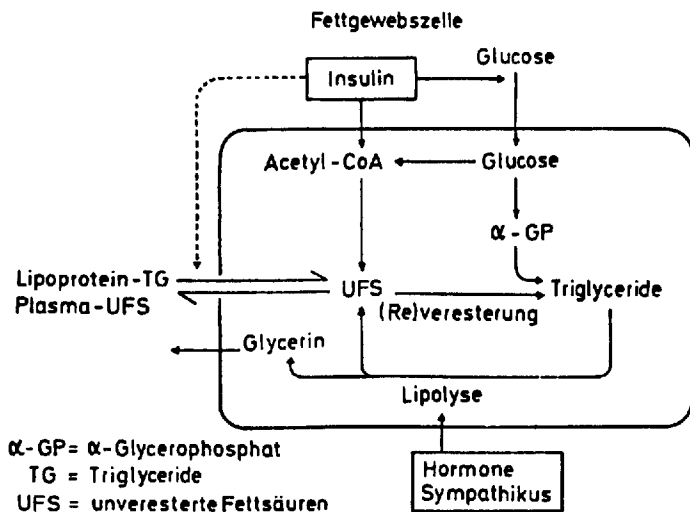 Fettgewebszelle
Insulin
Glucose
Acetyl-CoA
Glucose
α-GP
Lipoprotein-TG
Plasma-UFS
UFS
(Re)veresterung
Triglyceride
Glycerin
Lipolyse
Hormone
Sympathikus
α-GP = α-Glycerophosphat
TG = Triglyceride
UFS = unveresterte Fettsäuren